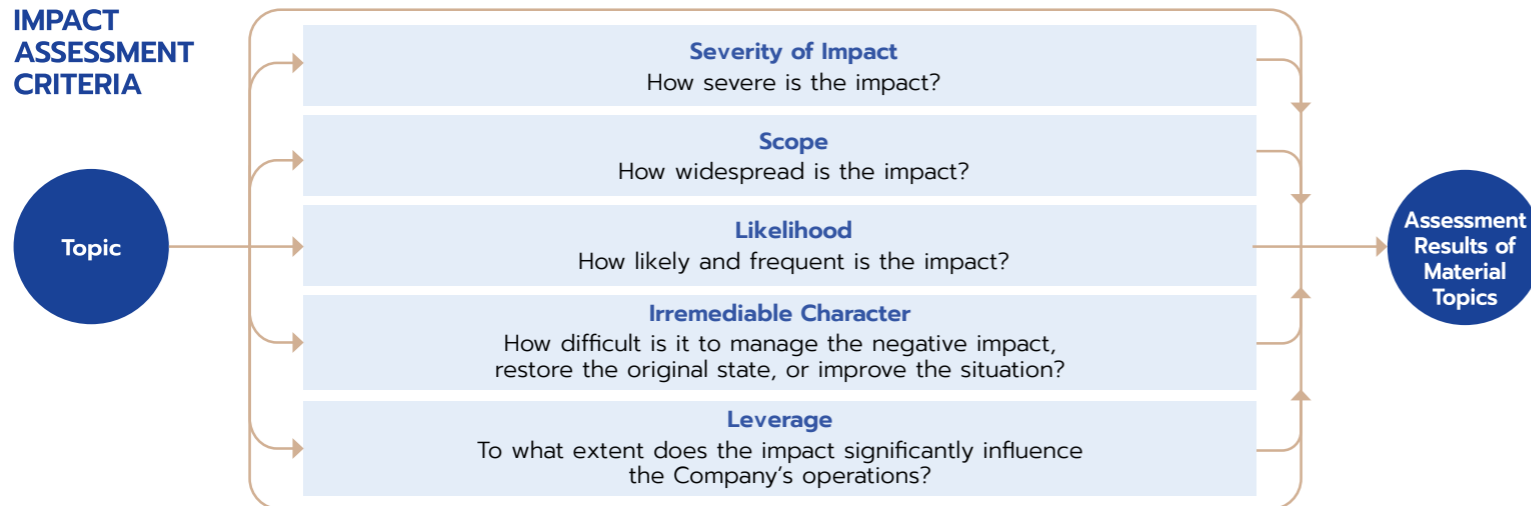 IMPACT
ASSESSMENT
CRITERIA
Topic
Severity of Impact
How severe is the impact?
Scope
How widespread is the impact?
Likelihood
How likely and frequent is the impact?
Irremediable Character
How difficult is it to manage the negative impact,
restore the original state, or improve the situation?
Leverage
To what extent does the impact significantly influence
the Company's operations?
Assessment
Results of
Material
Topics